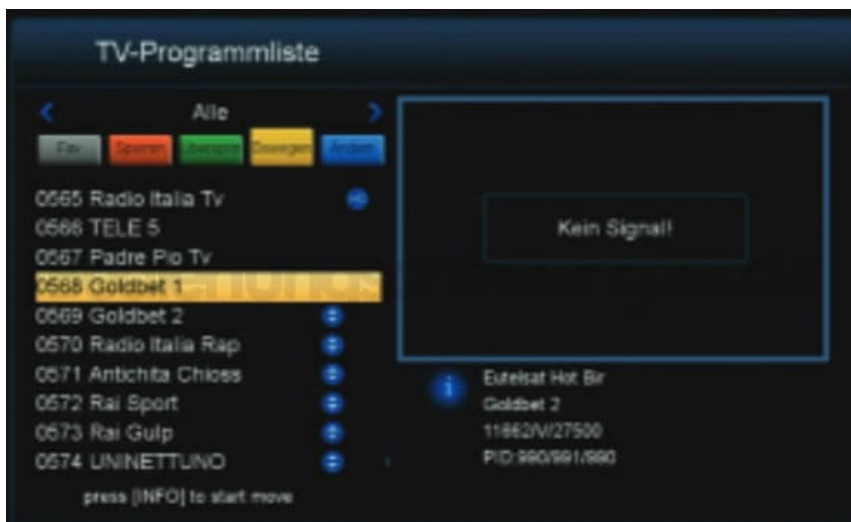 TV-Programmliste
Alle
Fav
Sperren
Bewegen
Ändern
0565 Radio Italia Tv
HD
0566 TELE 5
0567 Padre Pio Tv
0568 Goldbet 1
0569 Goldbet 2
0570 Radio Italia Rap
0571 Antichita Chioss
0572 Rai Sport
0573 Rai Gulp
0574 UNINETTUNO
press [INFO] to start move
Kein Signal!
Eutelsat Hot Bir
Goldbet 2
11662/V/27500
PID:990/991/990